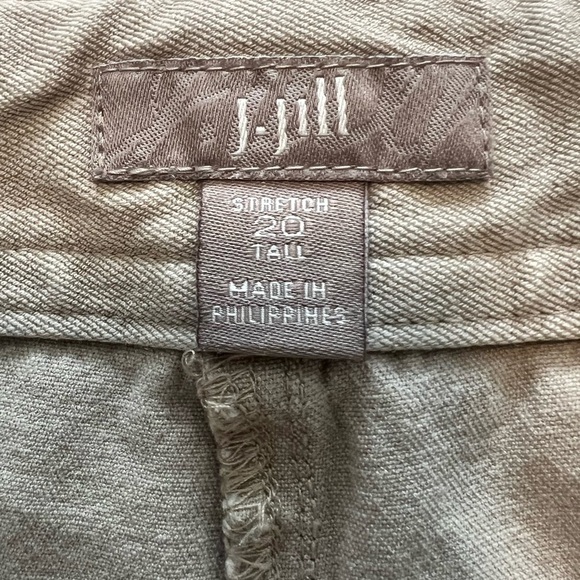 J.Jill
STRETCH
20
TALL
MADE IN
PHILIPPINES